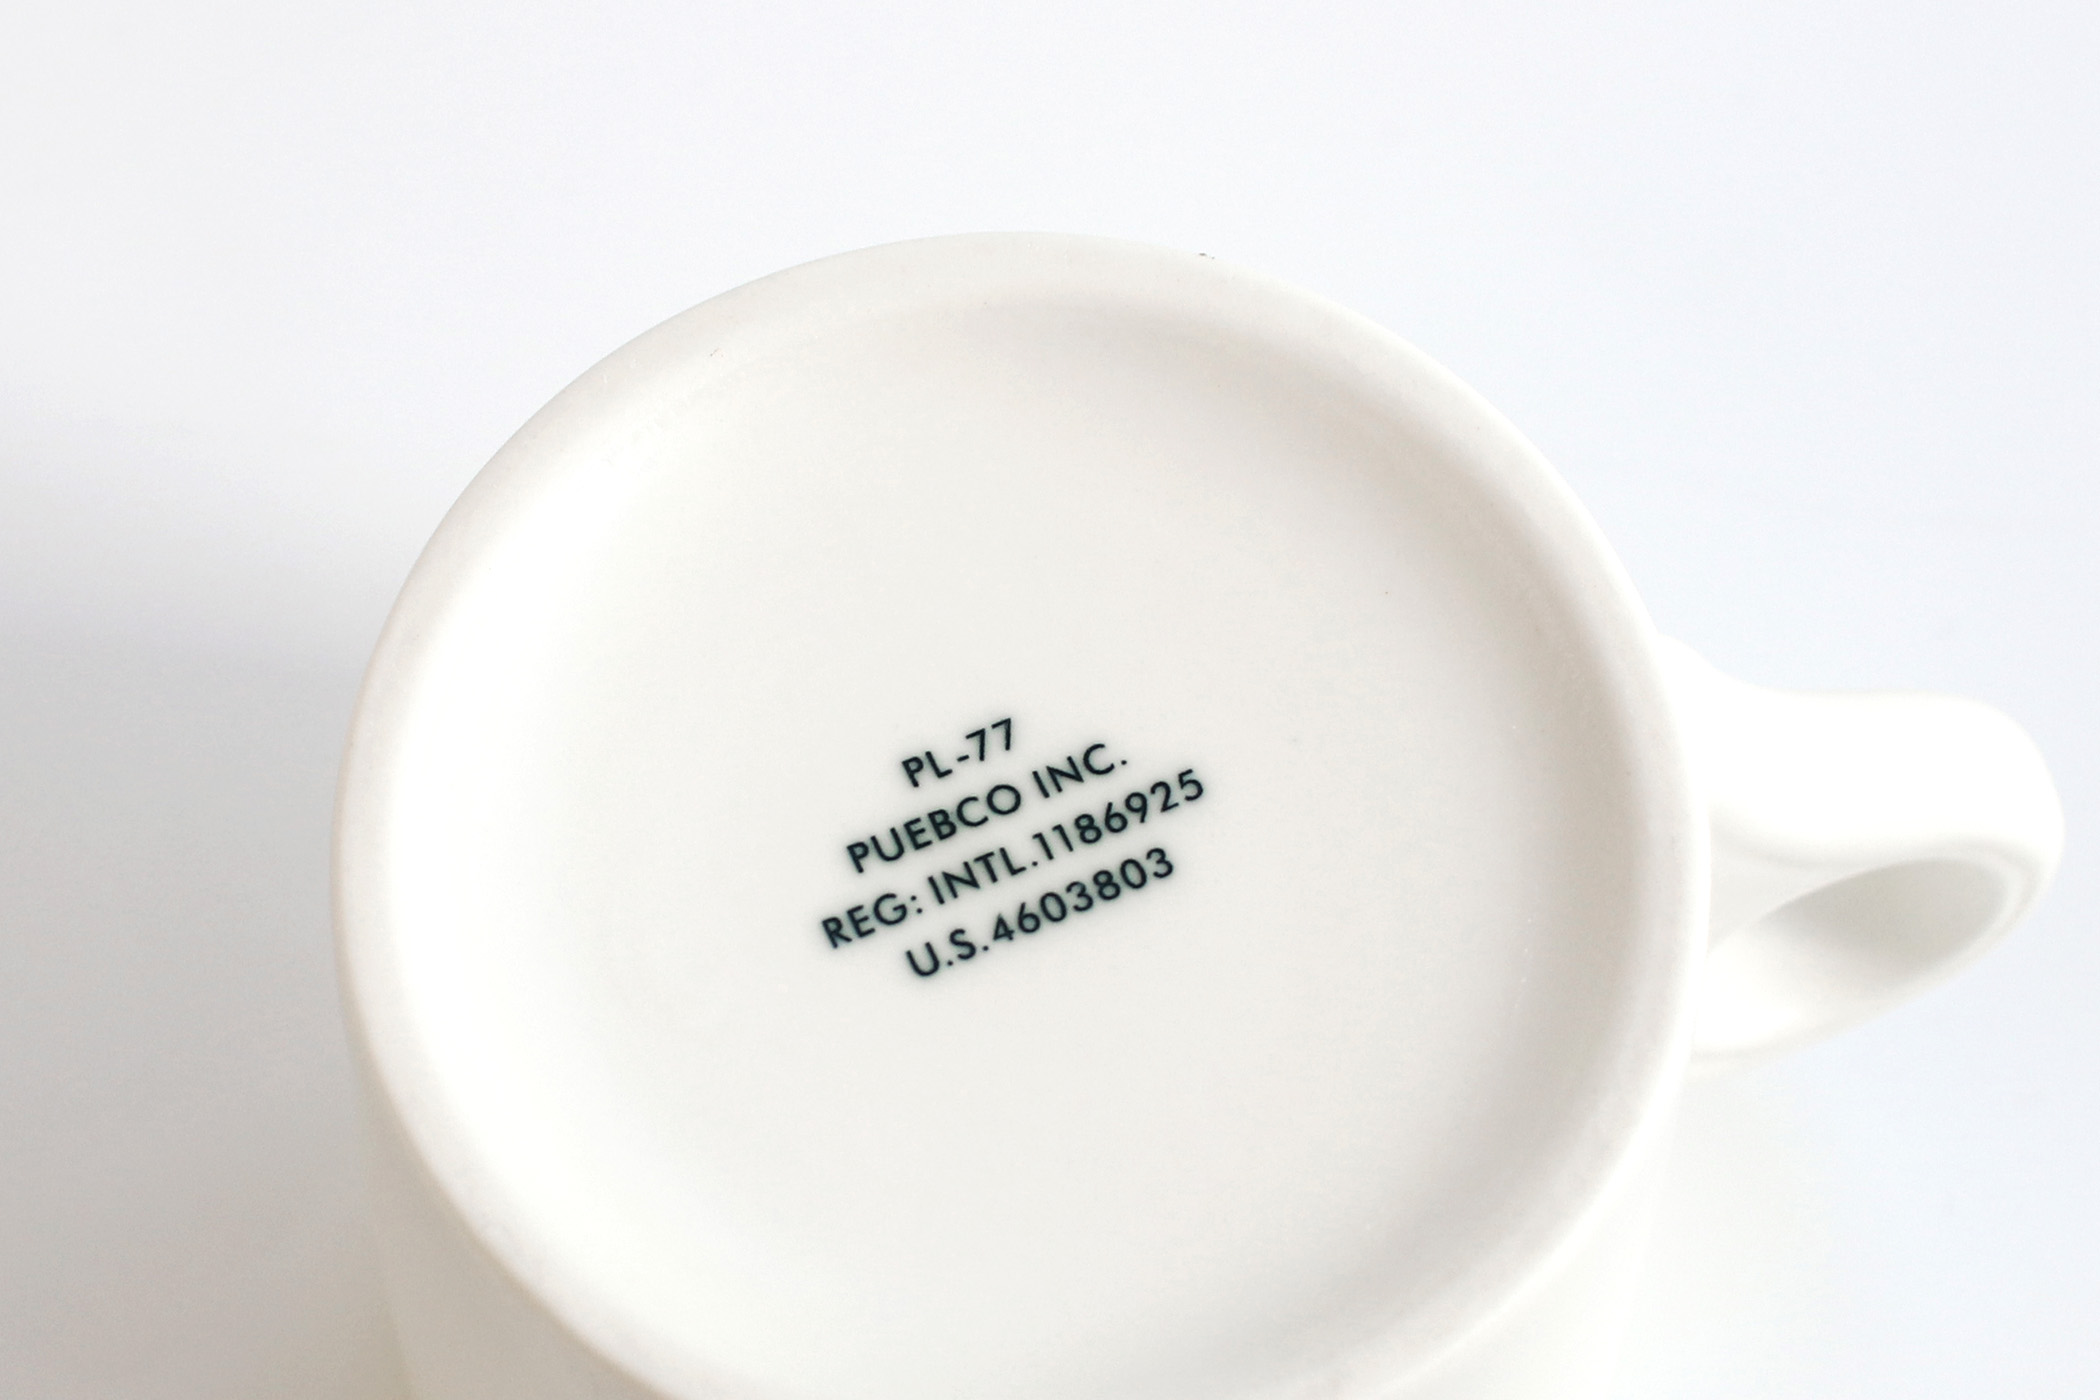 PL-77
PUEBCO INC.
REG: INTL.1186925
U.S.4603803